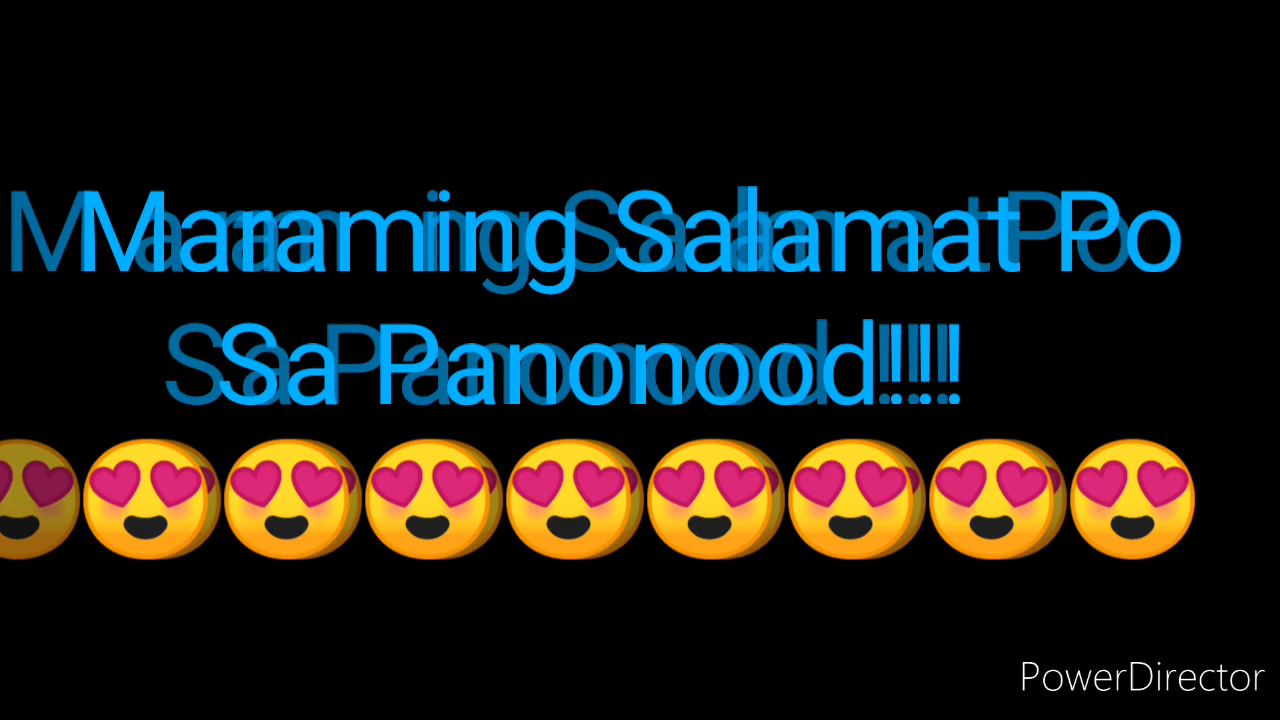 Maraming Salamat Po
Sa Panonood!!!!
😍😍😍😍😍😍😍😍
PowerDirector